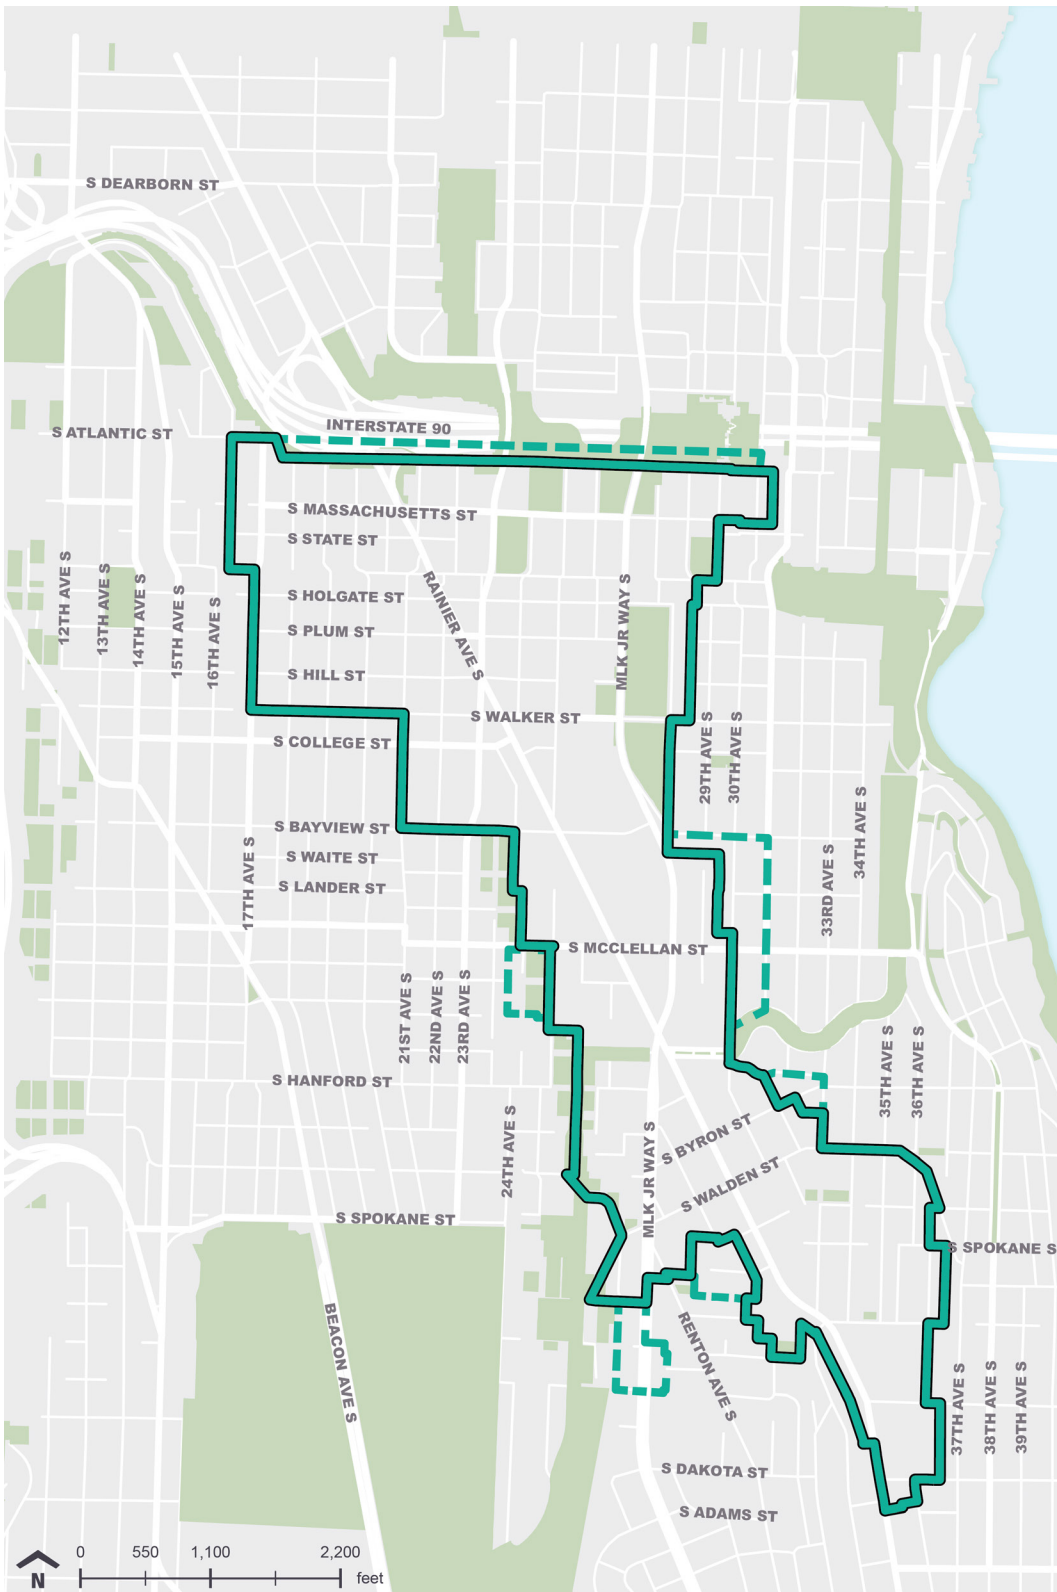 S DEARBORN ST
INTERSTATE 90
S ATLANTIC ST
S MASSACHUSETTS ST
S STATE ST
12TH AVE S
13TH AVE S
14TH AVE S
15TH AVE S
16TH AVE S
S HOLGATE ST
RAINIER AVE S
MLK JR WAY S
S PLUM ST
S HILL ST
S WALKER ST
S COLLEGE ST
29TH AVE S
30TH AVE S
34TH AVE S
S BAYVIEW ST
17TH AVE S
S WAITE ST
33RD AVE S
S LANDER ST
S MCCLELLAN ST
21ST AVE S
22ND AVE S
23RD AVE S
35TH AVE S
36TH AVE S
S HANFORD ST
24TH AVE S
S BYRON ST
MLK JR WAY S
S WALDEN ST
S SPOKANE ST
S SPOKANE S
BEACON AVE S
RENTON AVE S
37TH AVE S
38TH AVE S
39TH AVE S
S DAKOTA ST
S ADAMS ST
N
0 550 1,100 2,200
feet